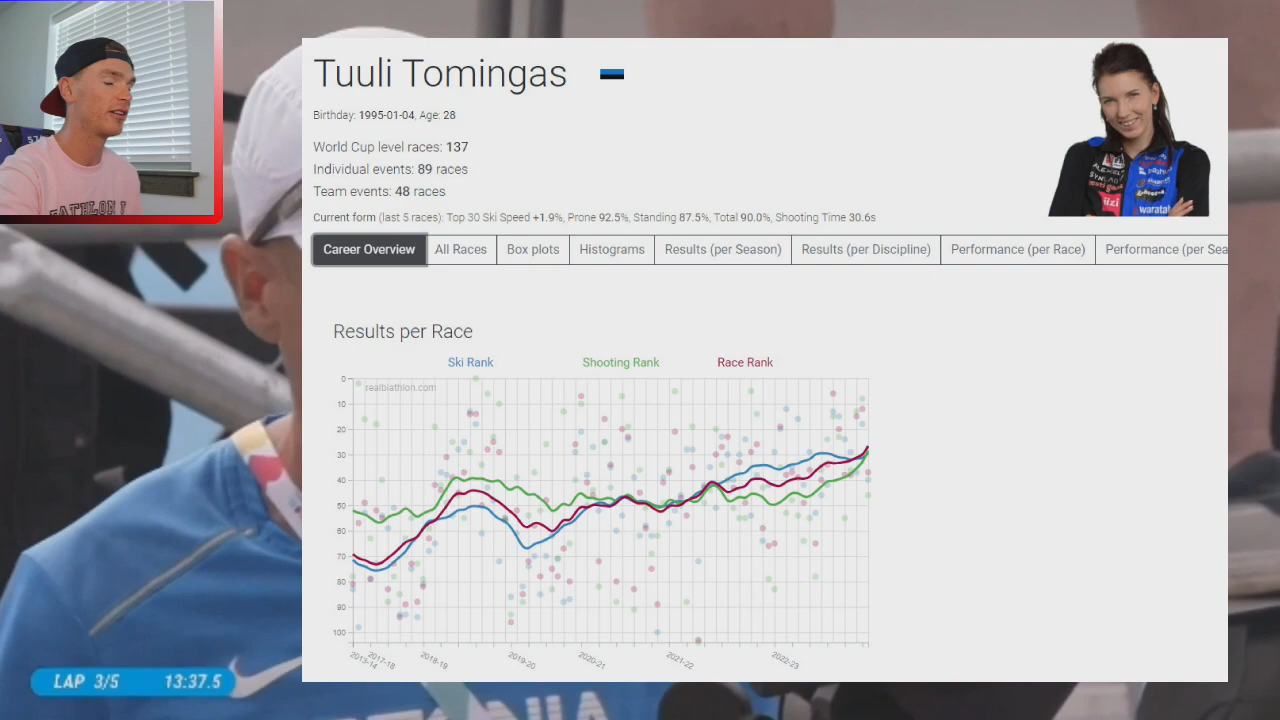 Tuuli Tomingas
Birthday: 1995-01-04, Age: 28
World Cup level races: 137
Individual events: 89 races
Team events: 48 races
Current form (last 5 races) Top 30 Ski Speed +1.9%, Prone 92.5%, Standing 87.5%, Total 90.0%, Shooting Time 30.6s
Career Overview
All Races
Box plots
Histograms
Results (per Season)
Results (per Discipline)
Performance (per Race)
Performance (per Sea
Results per Race
Ski Rank
Shooting Rank
Race Rank
realbiathlon.com
0
10
20
30
40
50
60
70
80
90
100
2013-14
2017-18
2018-19
2019-20
2020-21
2021-22
2022-23
LAP 3/5 13:37.5